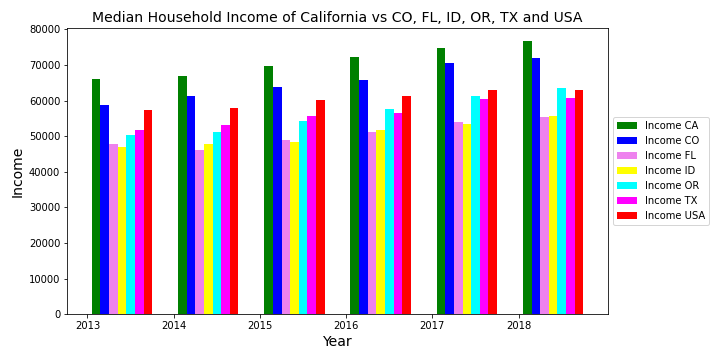 Median Household Income of California vs CO, FL, ID, OR, TX and USA
80000
70000
60000
50000
40000
30000
20000
10000
0
Income
2013 2014 2015 2016 2017 2018
Year
Income CA
Income CO
Income FL
Income ID
Income OR
Income TX
Income USA